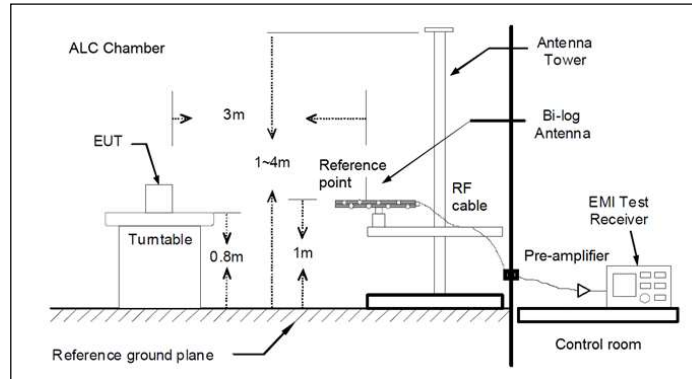 ALC Chamber
Antenna
Tower
3m
Bi-log
Antenna
EUT
1~4m
Reference
point
RF
cable
EMI Test
Receiver
Turntable
0.8m
1m
Pre-amplifier
Reference ground plane
Control room